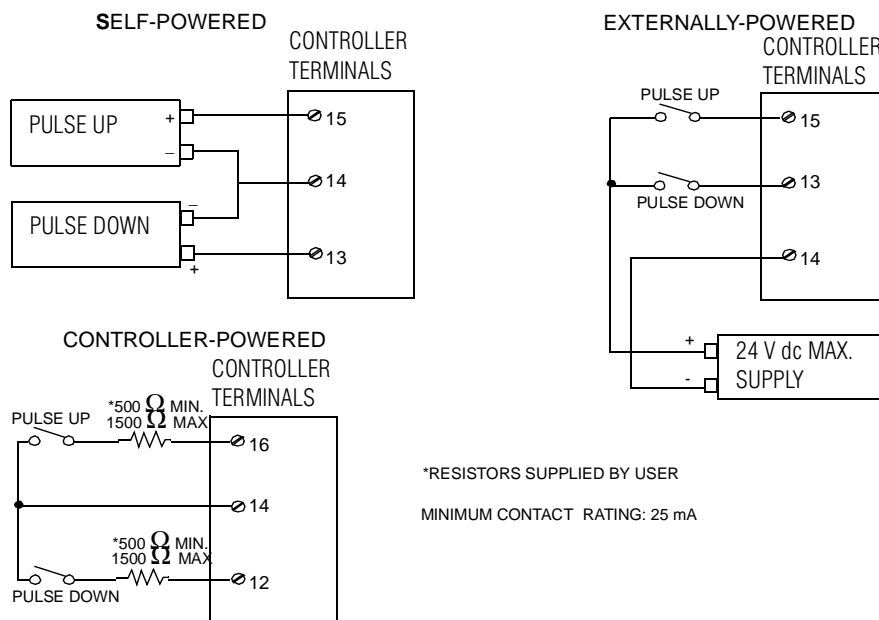 SELF-POWERED
CONTROLLER
TERMINALS
PULSE UP
+
–
15
14
PULSE DOWN
–
+
13
EXTERNALLY-POWERED
CONTROLLER
TERMINALS
PULSE UP
15
PULSE DOWN
13
14
+
-
24 V dc MAX.
SUPPLY
CONTROLLER-POWERED
CONTROLLER
TERMINALS
PULSE UP
*500 Ω MIN.
1500 Ω MAX
16
14
*500 Ω MIN.
1500 Ω MAX
12
PULSE DOWN
*RESISTORS SUPPLIED BY USER
MINIMUM CONTACT RATING: 25 mA